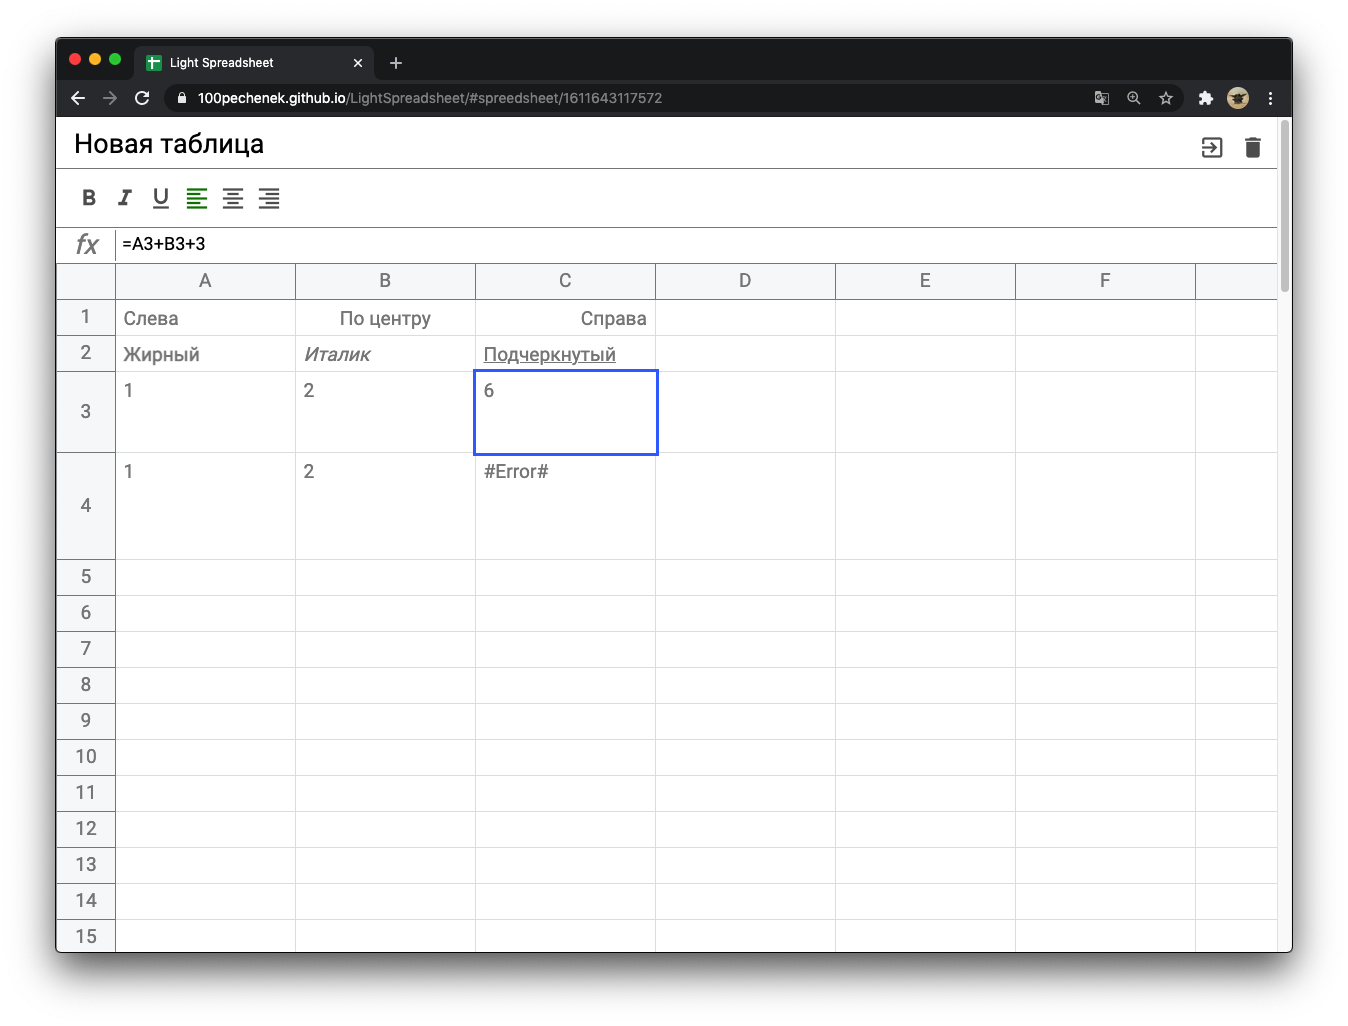 Light Spreadsheet
100pechenek.github.io/LightSpreadsheet/#spreedsheet/1611643117572
Новая таблица
B I U
fx =A3+B3+3
A B C D E F
1 Слева По центру Справа
2 Жирный Италик Подчеркнутый
3 1 2 6
4 1 2 #Error#
5
6
7
8
9
10
11
12
13
14
15